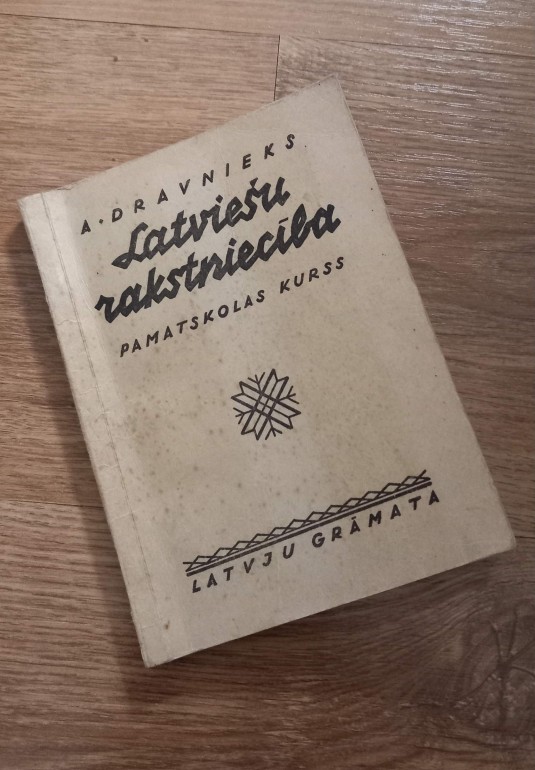 A. DRAVNIEKS
Latviešu
rakstniecība
PAMATSKOLAS KURSS
LATVJU GRĀMATA